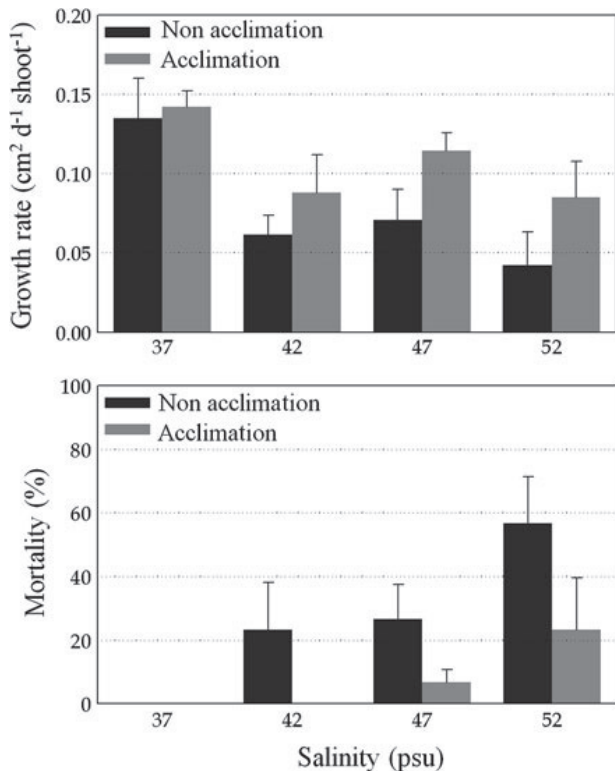 0.20
Non acclimation
Acclimation
0.15
0.10
0.05
0.00
Growth rate (cm² d⁻¹ shoot⁻¹)
37 42 47 52
100
Non acclimation
Acclimation
80
60
40
20
0
Mortality (%)
37 42 47 52
Salinity (psu)